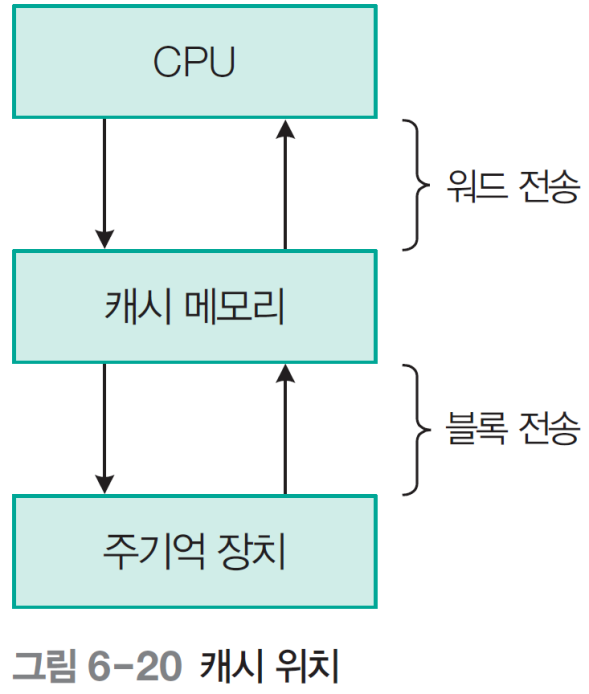 CPU
워드 전송
캐시 메모리
블록 전송
주기억 장치
그림 6-20 캐시 위치